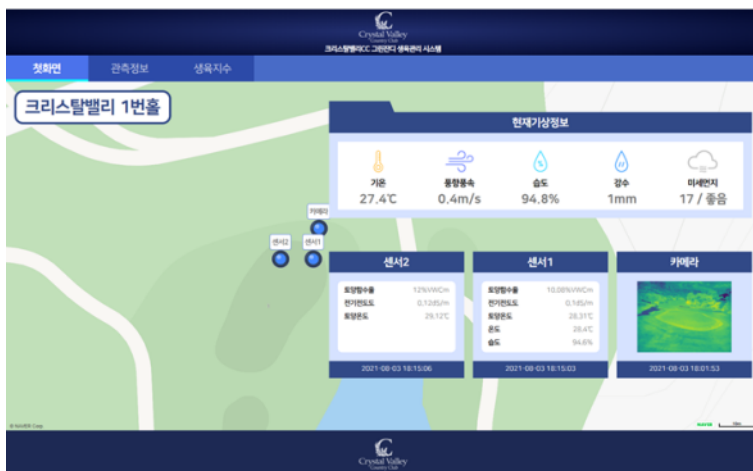 Crystal Valley
Country Club
크리스탈밸리CC 그린잔디 생육관리 시스템
첫화면
관측정보
생육지수
크리스탈밸리 1번홀
현재기상정보
기온
풍향풍속
습도
강수
미세먼지
27.4℃
0.4m/s
94.8%
1mm
17 / 좋음
카메라
센서2
센서1
센서2
토양함수율 12%VWCm
전기전도도 0.12dS/m
토양온도 29.12℃
2021-08-03 18:15:06
센서1
토양함수율 10.08%VWCm
전기전도도 0.1dS/m
토양온도 28.31℃
온도 28.4℃
습도 94.6%
2021-08-03 18:15:03
카메라
2021-08-03 18:01:53
© NAVER Corp.
NAVER
Crystal Valley
Country Club